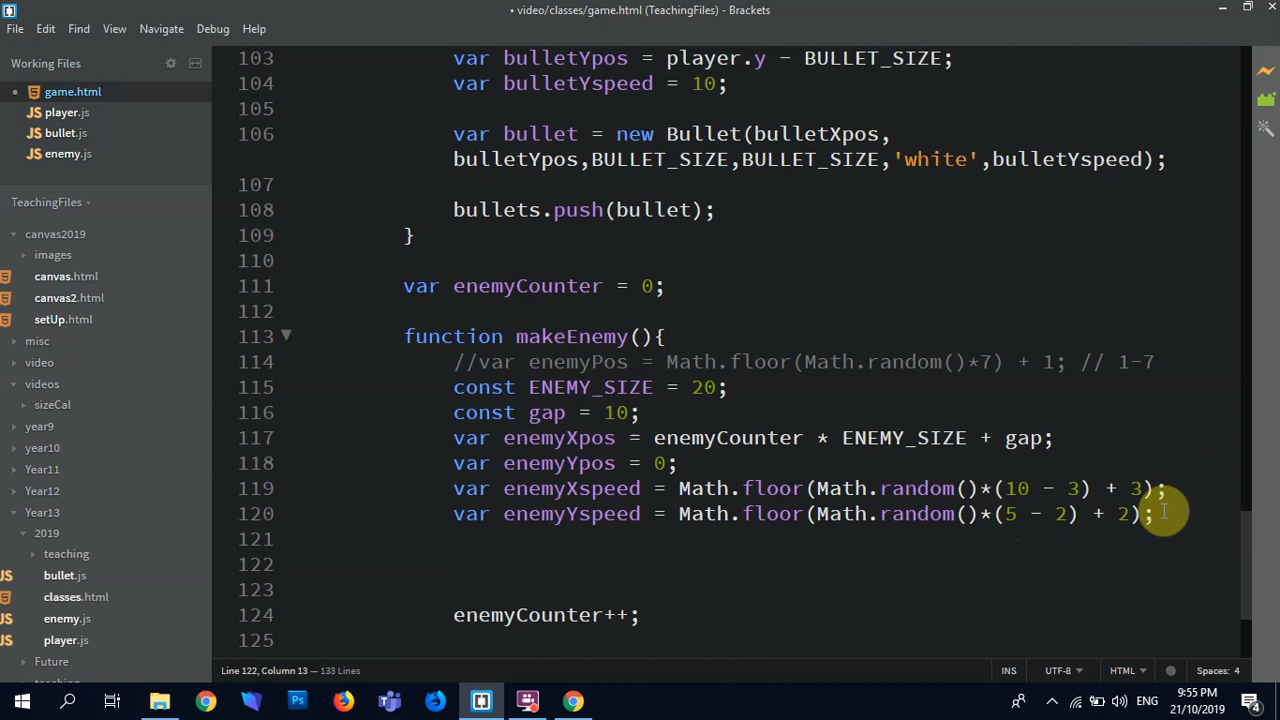 • video/classes/game.html (TeachingFiles) - Brackets
File Edit Find View Navigate Debug Help
Working Files
game.html
player.js
bullet.js
enemy.js
TeachingFiles
canvas2019
images
canvas.html
canvas2.html
setUp.html
misc
video
videos
sizeCal
year9
year10
Year11
Year12
Year13
2019
teaching
bullet.js
classes.html
enemy.js
player.js
Future
103 var bulletYpos = player.y - BULLET_SIZE;
104 var bulletYspeed = 10;
105
106 var bullet = new Bullet(bulletXpos,
bulletYpos,BULLET_SIZE,BULLET_SIZE,'white',bulletYspeed);
107
108 bullets.push(bullet);
109 }
110
111 var enemyCounter = 0;
112
113 function makeEnemy(){
114 //var enemyPos = Math.floor(Math.random()*7) + 1; // 1-7
115 const ENEMY_SIZE = 20;
116 const gap = 10;
117 var enemyXpos = enemyCounter * ENEMY_SIZE + gap;
118 var enemyYpos = 0;
119 var enemyXspeed = Math.floor(Math.random()*(10 - 3) + 3);
120 var enemyYspeed = Math.floor(Math.random()*(5 - 2) + 2);
121
122
123
124 enemyCounter++;
125
Line 122, Column 13 — 133 Lines
INS UTF-8 HTML Spaces: 4
ENG
9:55 PM
21/10/2019
4